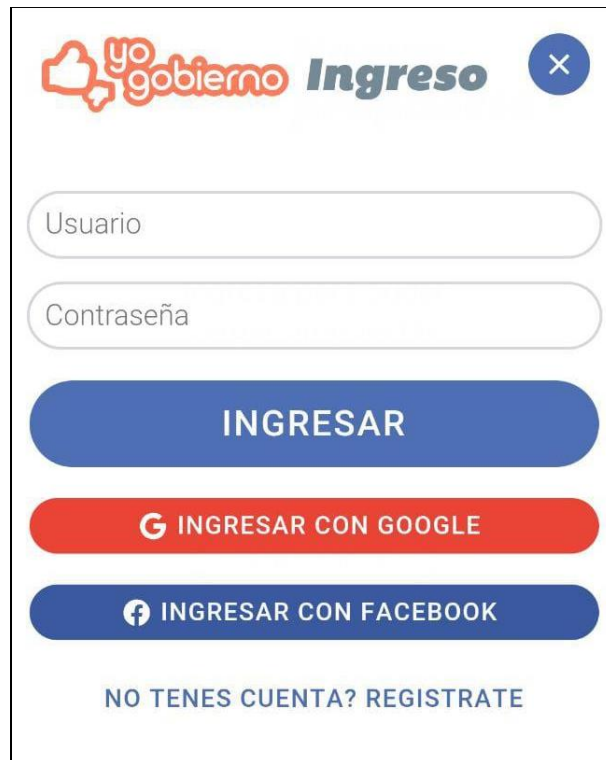 yo
gobierno Ingreso
Usuario
Contraseña
INGRESAR
G INGRESAR CON GOOGLE
INGRESAR CON FACEBOOK
NO TENES CUENTA? REGISTRATE